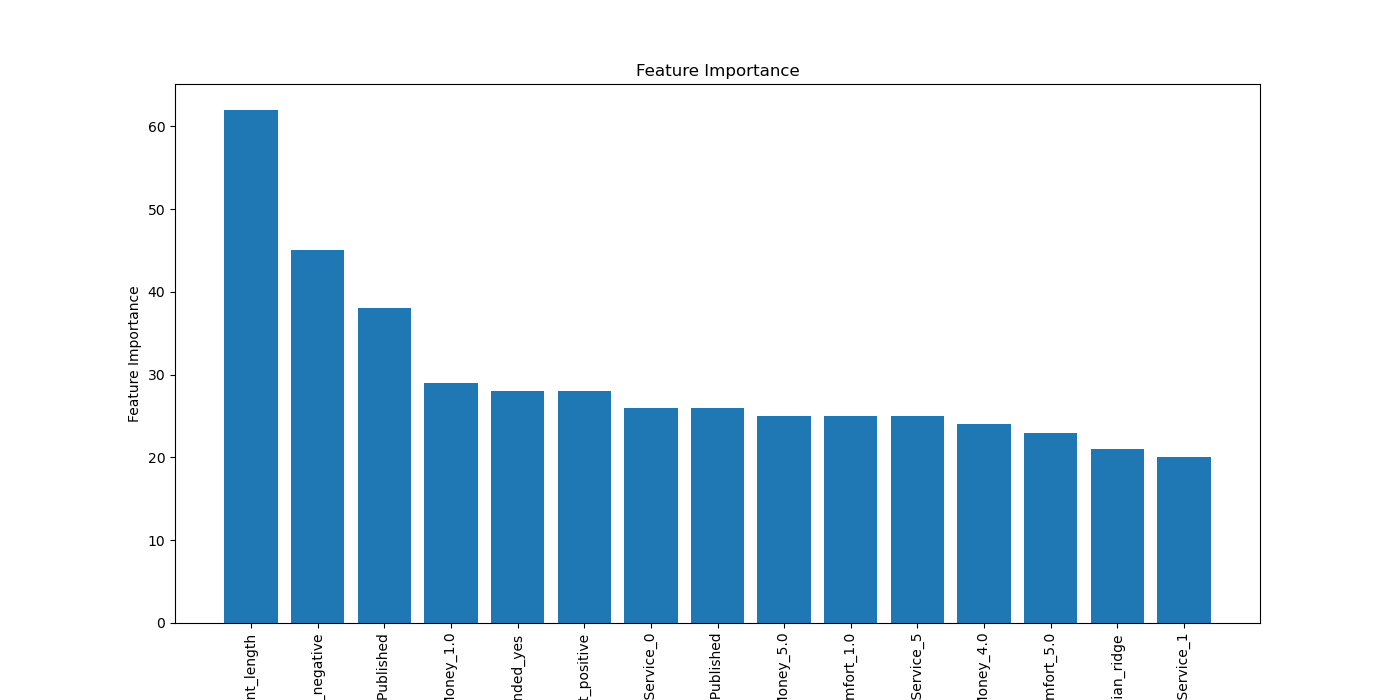 Feature Importance
Feature Importance
60
50
40
30
20
10
0
nt_length
_negative
Published
Money_1.0
nded_yes
t_positive
Service_0
Published
Money_5.0
mfort_1.0
Service_5
Money_4.0
mfort_5.0
ian_ridge
Service_1